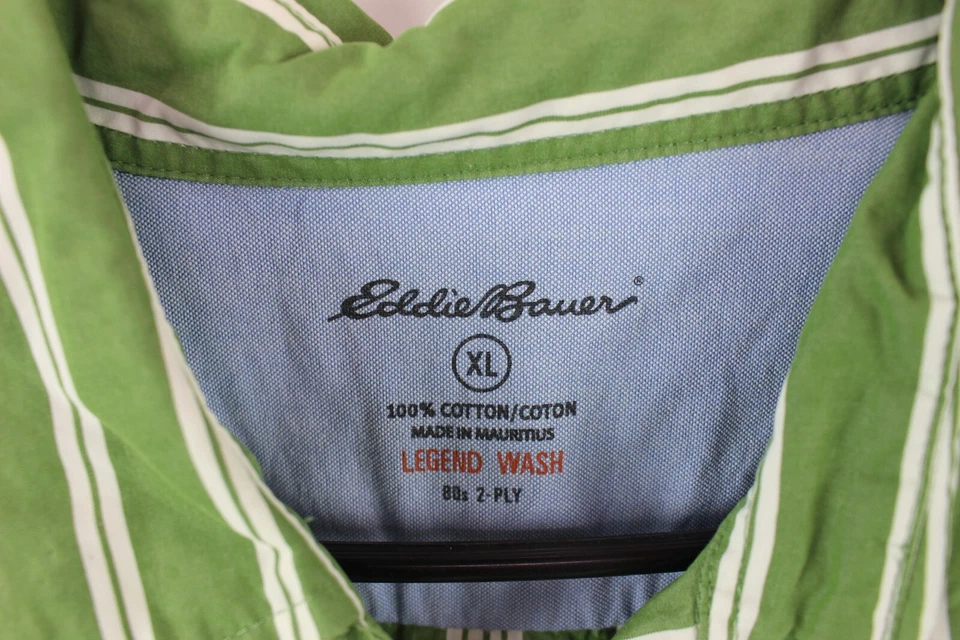 Eddie Bauer®
XL
100% COTTON/COTON
MADE IN MAURITIUS
LEGEND WASH
80s 2-PLY